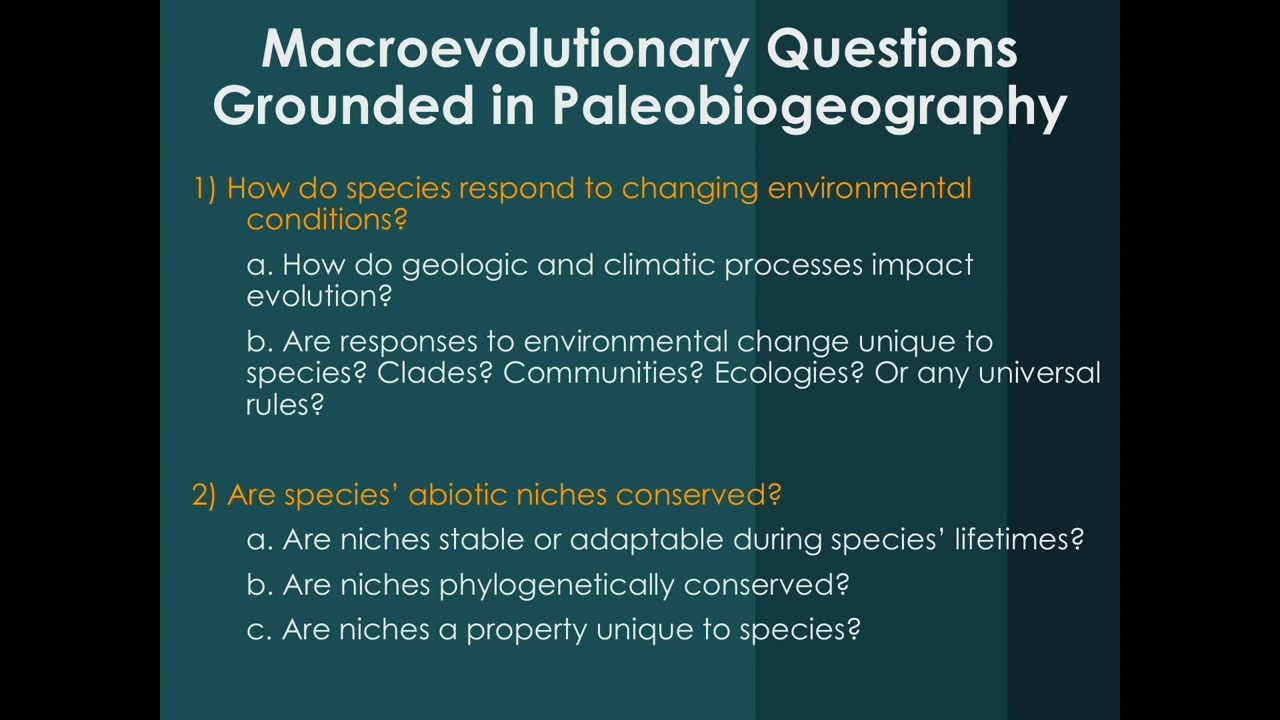 Macroevolutionary Questions
Grounded in Paleobiogeography
1) How do species respond to changing environmental
conditions?
a. How do geologic and climatic processes impact
evolution?
b. Are responses to environmental change unique to
species? Clades? Communities? Ecologies? Or any universal
rules?
2) Are species’ abiotic niches conserved?
a. Are niches stable or adaptable during species’ lifetimes?
b. Are niches phylogenetically conserved?
c. Are niches a property unique to species?